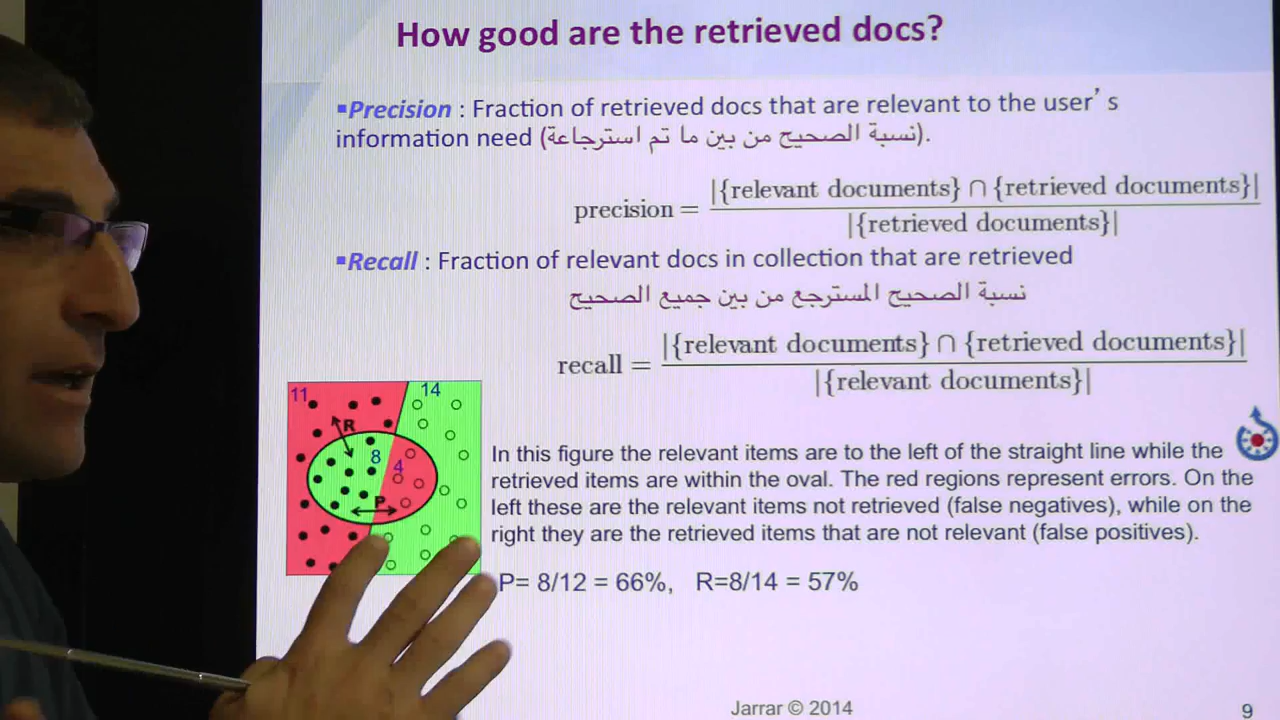 How good are the retrieved docs?
▪Precision : Fraction of retrieved docs that are relevant to the user's
information need (نسبة الصحيح من بين ما تم استرجاعة).
precision = |{relevant documents} ∩ {retrieved documents}|
|{retrieved documents}|
▪Recall : Fraction of relevant docs in collection that are retrieved
نسبة الصحيح المسترجع من بين جميع الصحيح
recall = |{relevant documents} ∩ {retrieved documents}|
|{relevant documents}|
11
14
R
8
4
P
In this figure the relevant items are to the left of the straight line while the
retrieved items are within the oval. The red regions represent errors. On the
left these are the relevant items not retrieved (false negatives), while on the
right they are the retrieved items that are not relevant (false positives).
P= 8/12 = 66%, R=8/14 = 57%
Jarrar © 2014
9